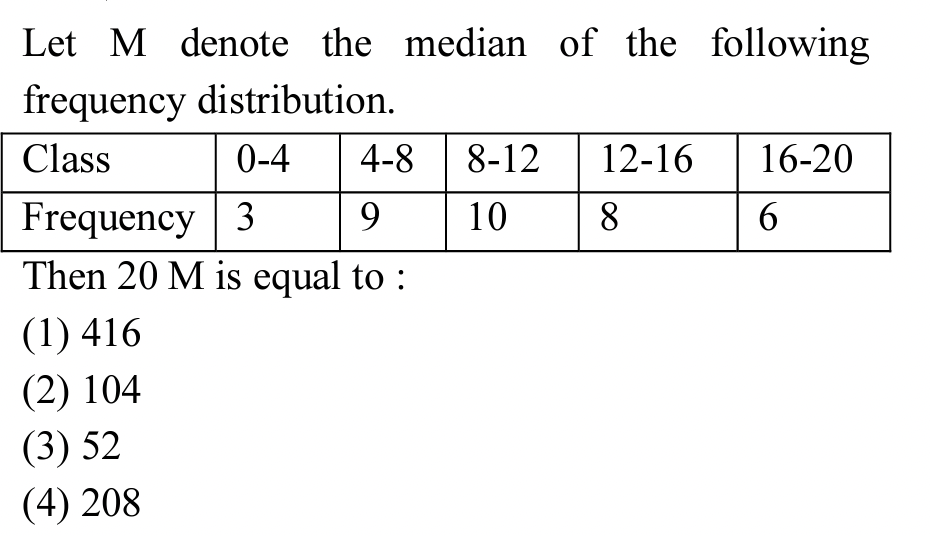 Let M denote the median of the following
frequency distribution.
Class 0-4 4-8 8-12 12-16 16-20
Frequency 3 9 10 8 6
Then 20 M is equal to :
(1) 416
(2) 104
(3) 52
(4) 208